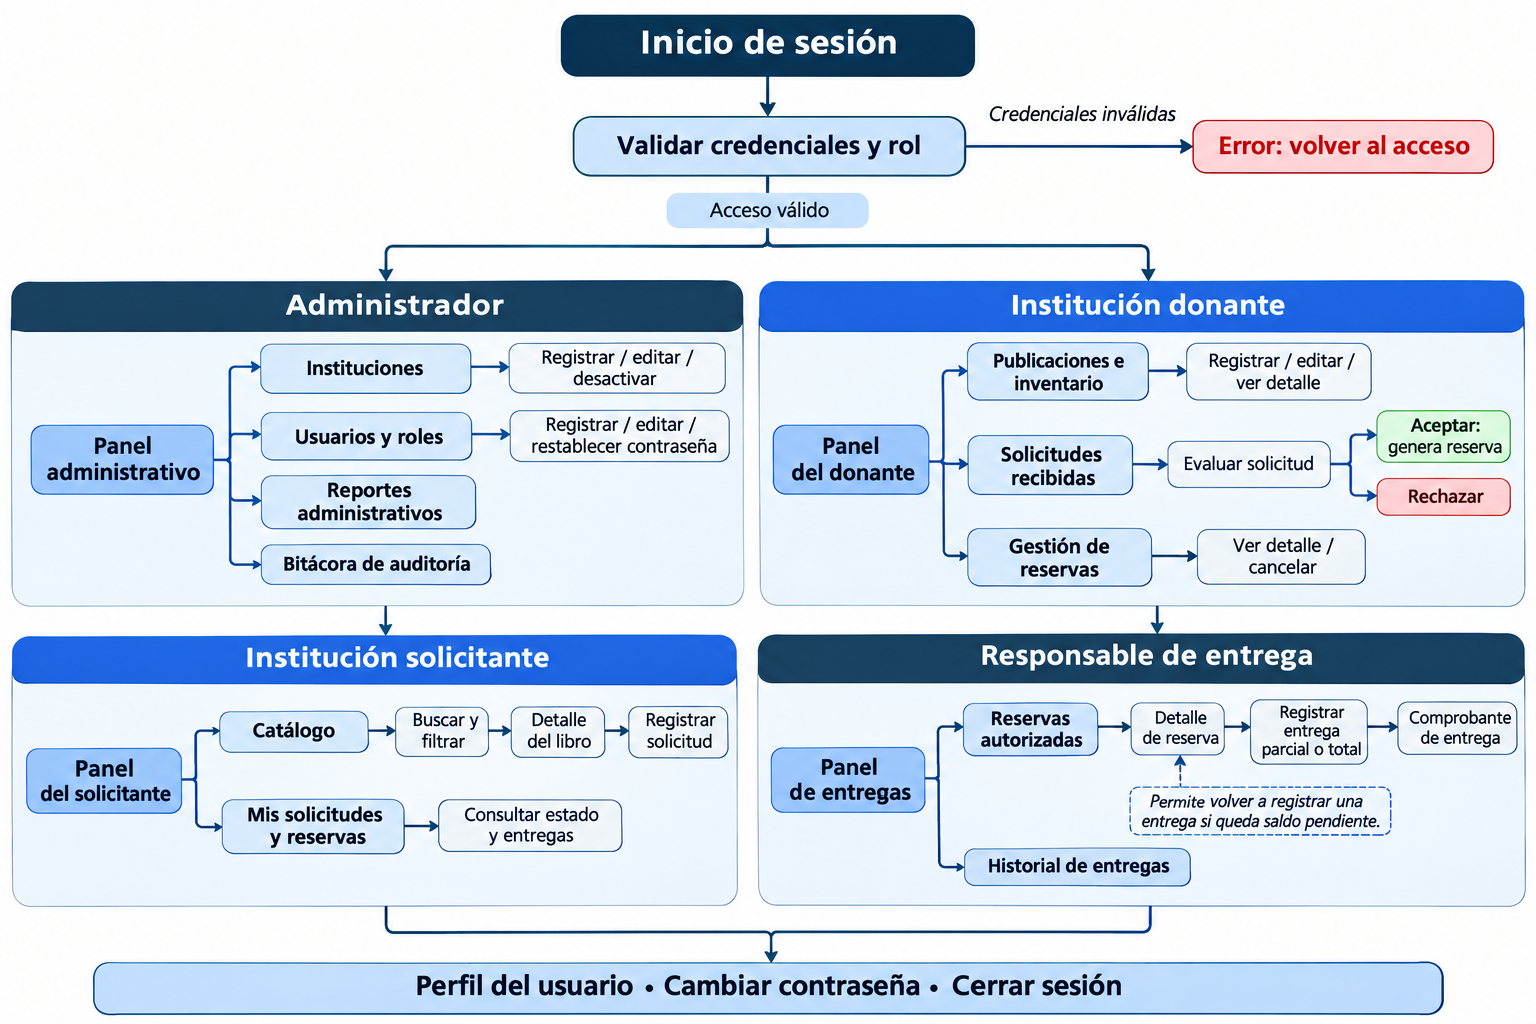 Inicio de sesión
Validar credenciales y rol
Credenciales inválidas
Error: volver al acceso
Acceso válido
Administrador
Panel
administrativo
Instituciones
Registrar / editar /
desactivar
Usuarios y roles
Registrar / editar /
restablecer contraseña
Reportes
administrativos
Bitácora de auditoría
Institución donante
Panel
del donante
Publicaciones e
inventario
Registrar / editar /
ver detalle
Solicitudes
recibidas
Evaluar solicitud
Aceptar:
genera reserva
Rechazar
Gestión de
reservas
Ver detalle /
cancelar
Institución solicitante
Panel
del solicitante
Catálogo
Buscar y
filtrar
Detalle
del libro
Registrar
solicitud
Mis solicitudes
y reservas
Consultar estado
y entregas
Responsable de entrega
Panel
de entregas
Reservas
autorizadas
Detalle
de reserva
Registrar
entrega
parcial o total
Comprobante
de entrega
Permite volver a registrar una
entrega si queda saldo pendiente.
Historial de entregas
Perfil del usuario • Cambiar contraseña • Cerrar sesión